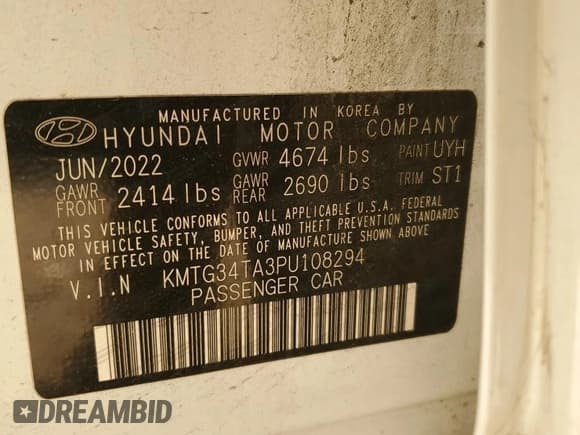 MANUFACTURED IN KOREA BY
HYUNDAI MOTOR COMPANY
JUN/2022 GVWR 4674 lbs PAINT UYH
GAWR FRONT 2414 lbs GAWR REAR 2690 lbs TRIM ST1
THIS VEHICLE CONFORMS TO ALL APPLICABLE U.S.A. FEDERAL
MOTOR VEHICLE SAFETY, BUMPER, AND THEFT PREVENTION STANDARDS
IN EFFECT ON THE DATE OF MANUFACTURE SHOWN ABOVE
V.I.N KMTG34TA3PU108294
PASSENGER CAR
DREAMBID